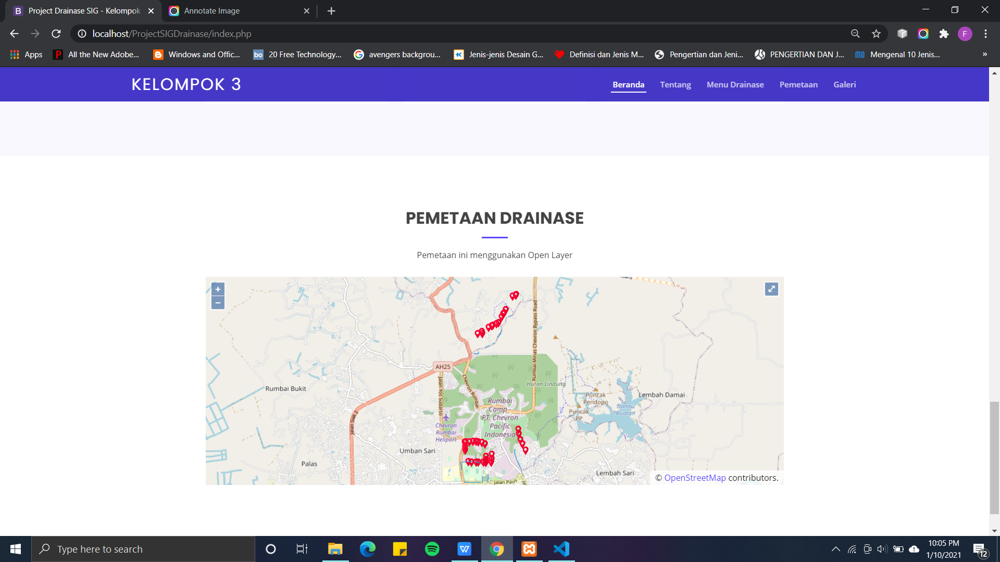 Project Drainase SIG - Kelompok
Annotate Image
localhost/ProjectSIGDrainase/index.php
F
Apps
All the New Adobe...
Windows and Offic...
20 Free Technology...
avengers backgrou...
Jenis-jenis Desain G...
Definisi dan Jenis M...
Pengertian dan Jeni...
PENGERTIAN DAN J...
Mengenal 10 Jenis...
»
KELOMPOK 3
Beranda
Tentang
Menu Drainase
Pemetaan
Galeri
PEMETAAN DRAINASE
Pemetaan ini menggunakan Open Layer
+
−
Rumbai-Minas Chevron Bypass Road
AH25
Jalan Yos Sudarso
Chevron Rumbai
Hutan Lindung
Rumbai Bukit
Puncak
Pendopo
Lembah Damai
Rumbai
Camp
PT. Chevron
Pacific
Indonesia
Puncak
PP
Danau
Buatan
Jalan Siak 2
Chevron
Rumbai
Heliport
Umban Sari
Palas
Lembah Sari
Jalan Paus
© OpenStreetMap contributors.
Type here to search
10:05 PM
1/10/2021
12